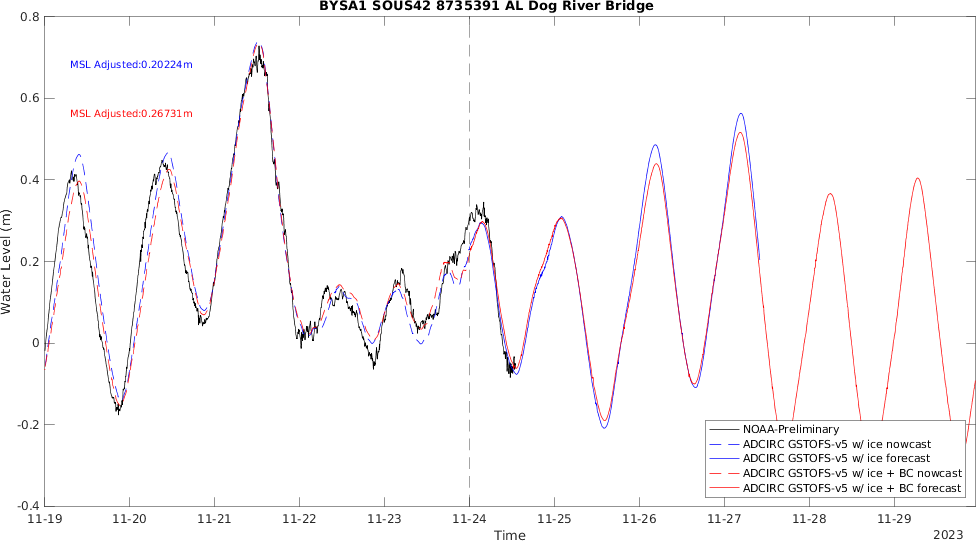 BYSA1 SOUS42 8735391 AL Dog River Bridge
0.8
MSL Adjusted:0.20224m
0.6
MSL Adjusted:0.26731m
0.4
Water Level (m)
0.2
0
-0.2
NOAA-Preliminary
ADCIRC GSTOFS-v5 w/ ice nowcast
ADCIRC GSTOFS-v5 w/ ice forecast
ADCIRC GSTOFS-v5 w/ ice + BC nowcast
ADCIRC GSTOFS-v5 w/ ice + BC forecast
-0.4
11-19 11-20 11-21 11-22 11-23 11-24 11-25 11-26 11-27 11-28 11-29
Time
2023